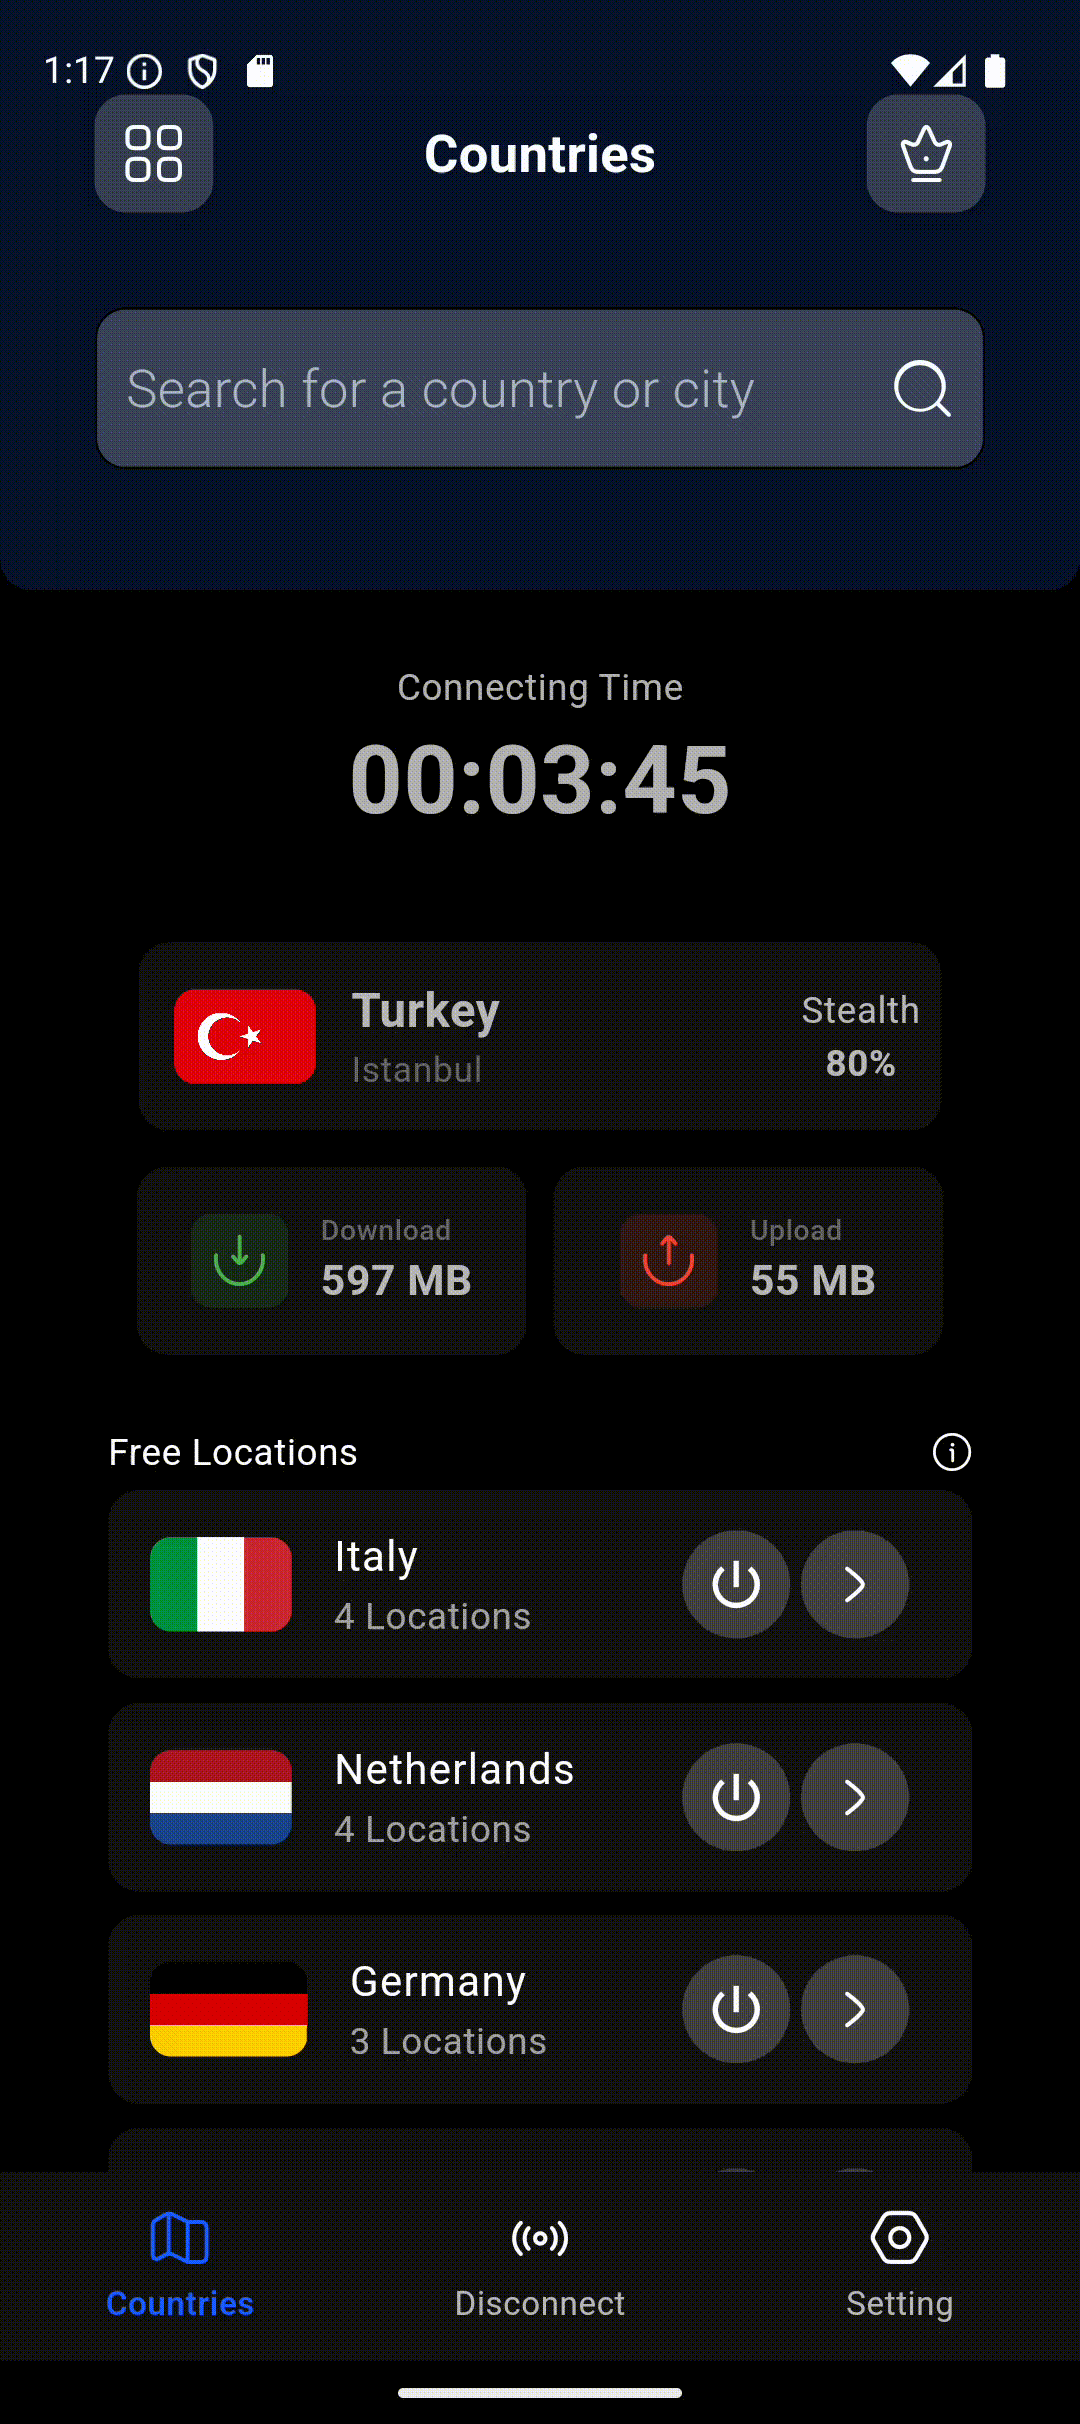 1:17
Countries
Search for a country or city
Connecting Time
00:03:45
Turkey
Istanbul
Stealth
80%
Download
597 MB
Upload
55 MB
Free Locations
Italy
4 Locations
Netherlands
4 Locations
Germany
3 Locations
Countries
Disconnect
Setting